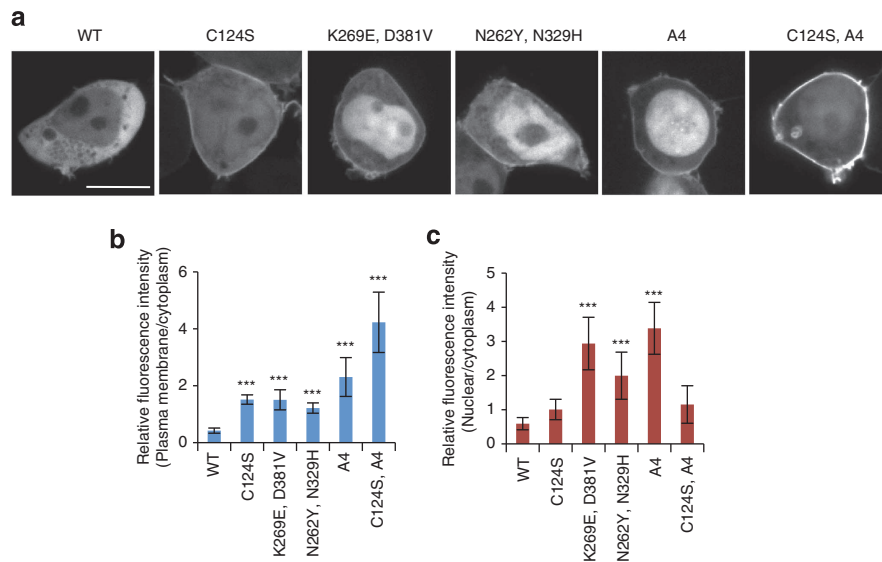 a
WT
C124S
K269E, D381V
N262Y, N329H
A4
C124S, A4
b
Relative fluorescence intensity
(Plasma membrane/cytoplasm)
6
4
2
0
***
***
***
***
***
WT
C124S
K269E, D381V
N262Y, N329H
A4
C124S, A4
c
Relative fluorescence intensity
(Nuclear/cytoplasm)
5
4
3
2
1
0
***
***
***
WT
C124S
K269E, D381V
N262Y, N329H
A4
C124S, A4